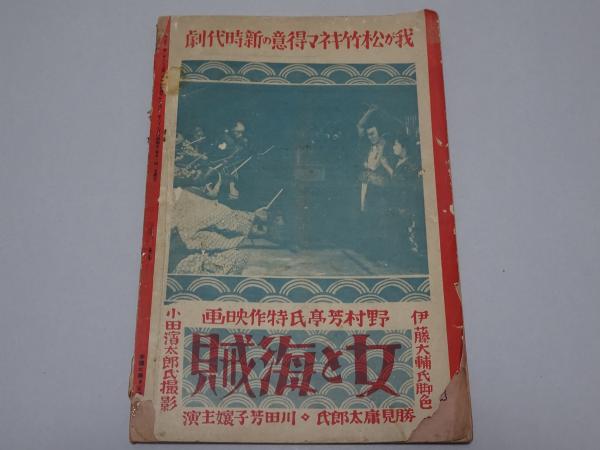 我が松竹キネマ得意の新時代劇
野村芳亭氏特作映画
伊藤大輔氏脚色
女と海賊
小田濱太郎氏撮影
勝見庸太郎氏 川田芳子嬢主演